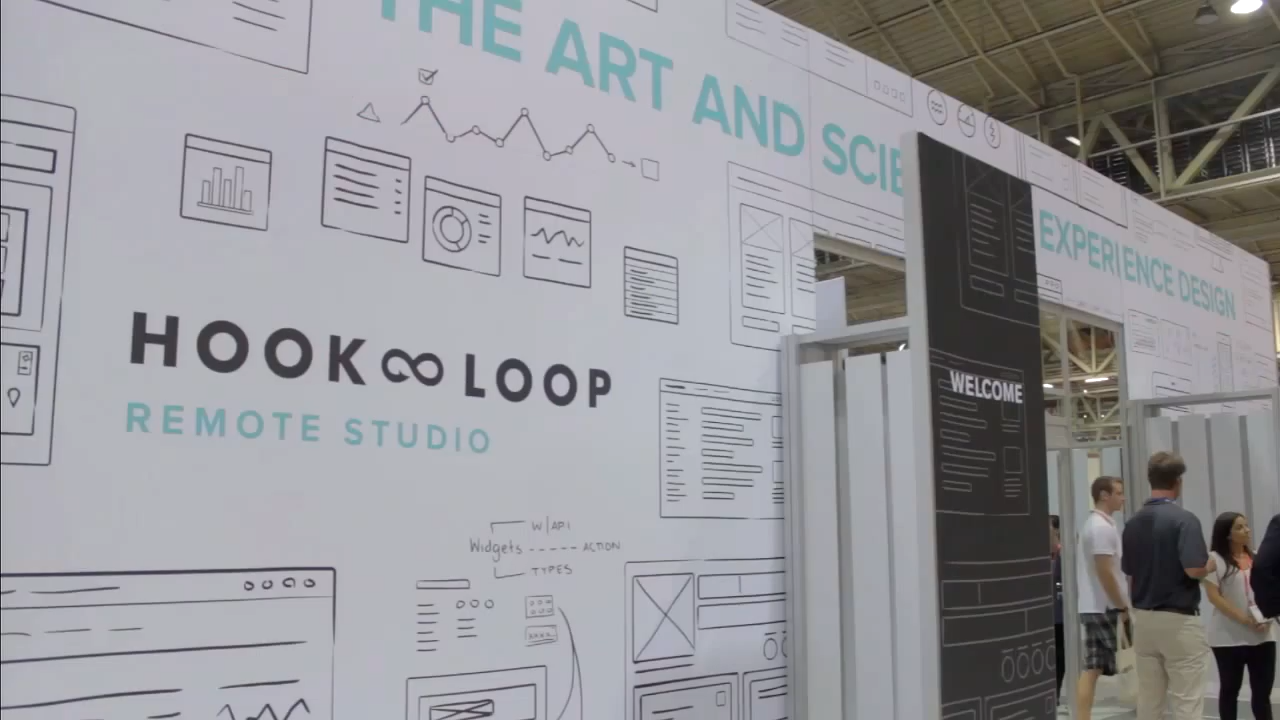 THE ART AND SCIE
EXPERIENCE DESIGN
WELCOME
HOOK LOOP
REMOTE STUDIO
W/API
Widgets ACTION
TYPES